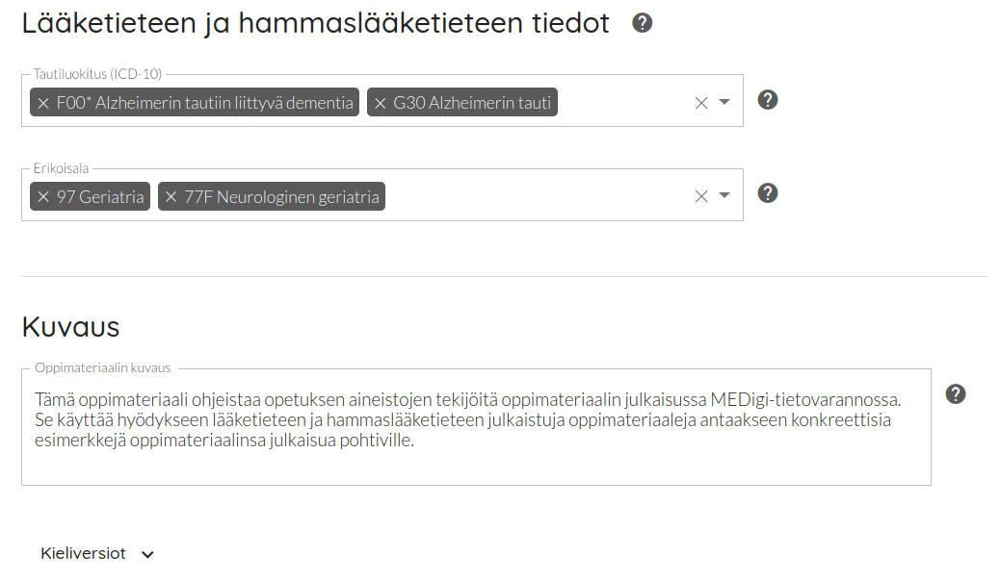 Lääketieteen ja hammaslääketieteen tiedot
Tautiluokitus (ICD-10)
F00* Alzheimerin tautiin liittyvä dementia G30 Alzheimerin tauti
Erikoisala
97 Geriatria 77F Neurologinen geriatria
Kuvaus
Oppimateriaalin kuvaus
Tämä oppimateriaali ohjeistaa opetuksen aineistojen tekijöitä oppimateriaalin julkaisussa MEDigi-tietovarannossa.
Se käyttää hyödykseen lääketieteen ja hammaslääketieteen julkaistuja oppimateriaaleja antaakseen konkreettisia
esimerkkejä oppimateriaalinsa julkaisua pohtiville.
Kieliversiot